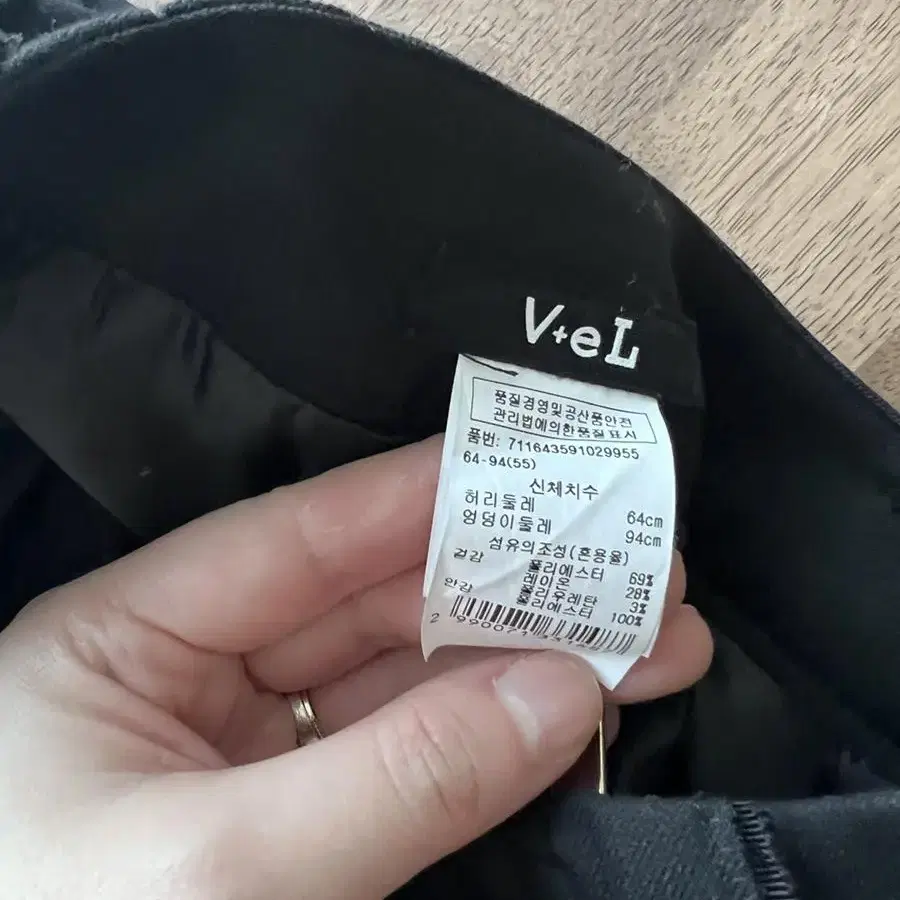 V+eL
품질경영및공산품안전
관리법에의한품질표시
품번: 711643591029955
64-94(55)
신체치수
허리둘레 64cm
엉덩이둘레 94cm
섬유의조성(혼용율)
겉감 폴리에스터 69%
레이온 28%
폴리우레탄 3%
안감 폴리에스터 100%
2 990071